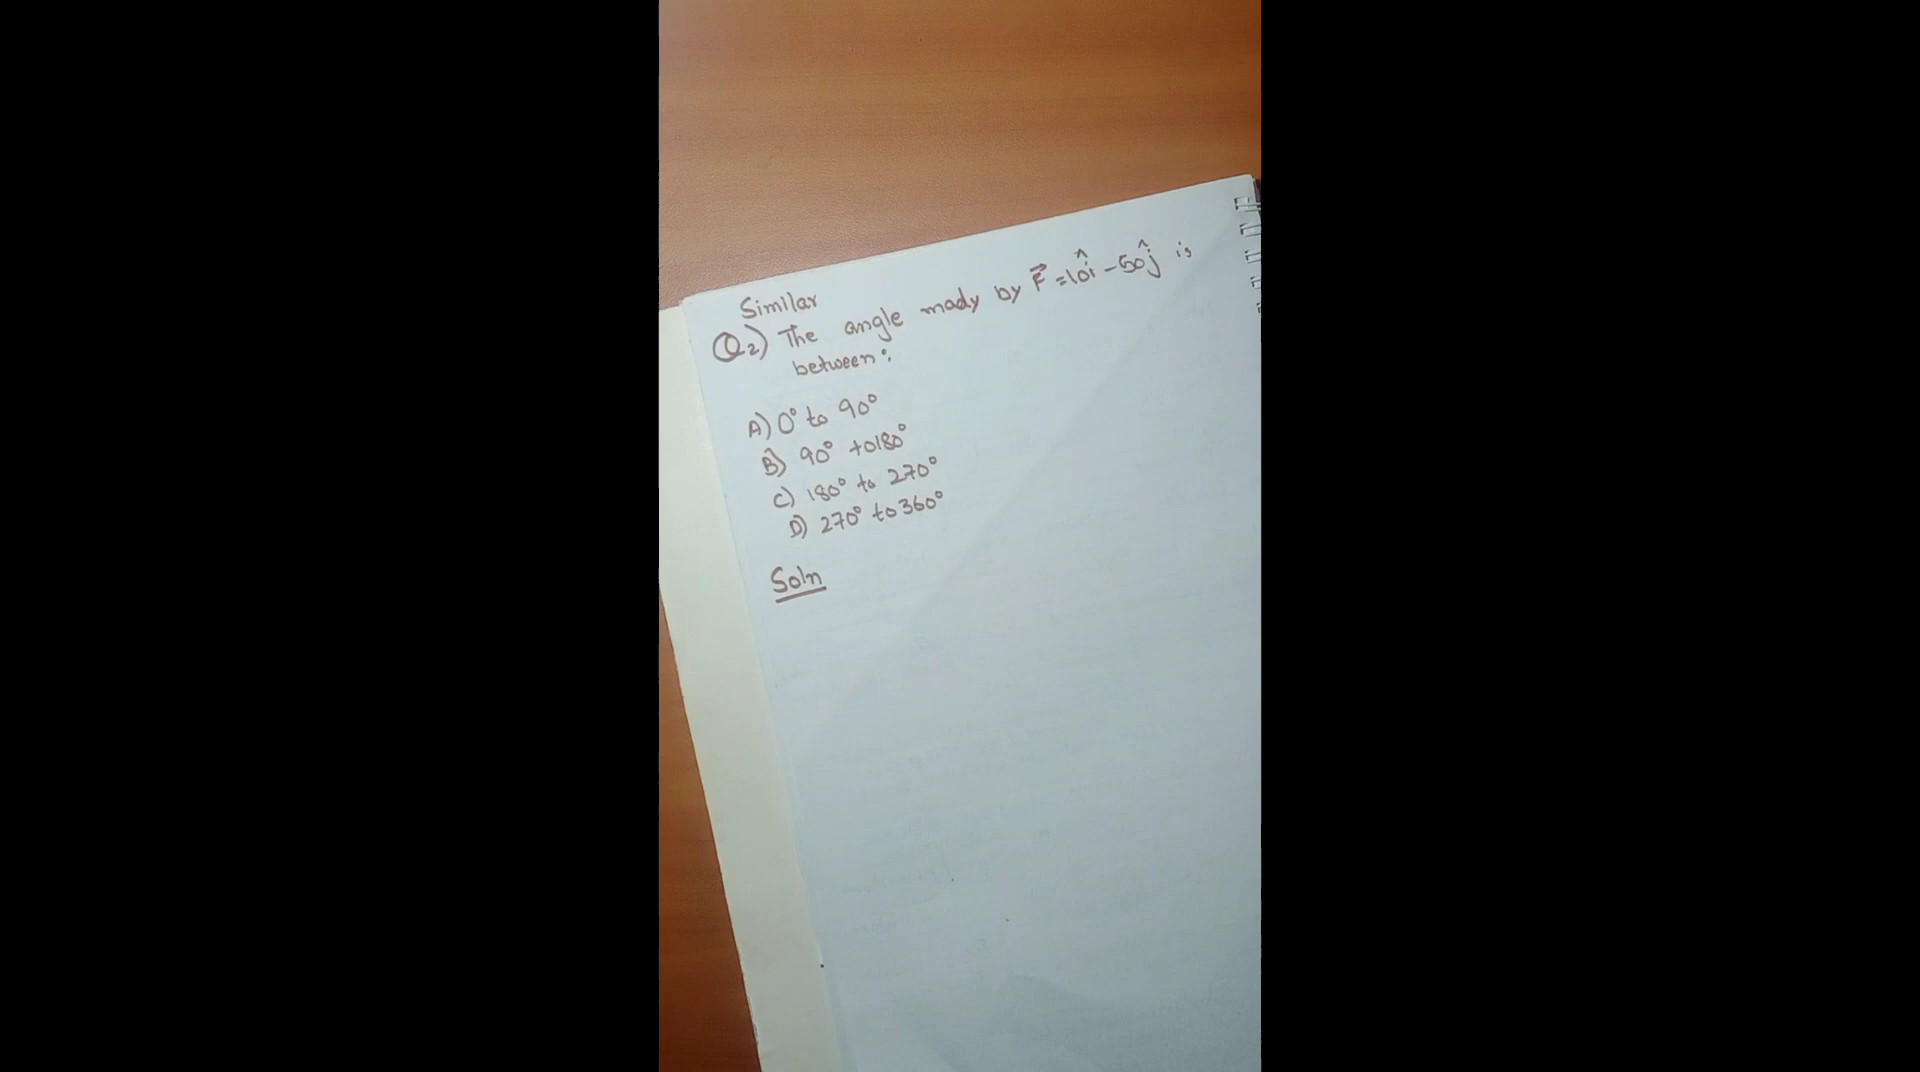 Similar
Q2) The angle mady by F⃗ = 10î - 50ĵ is
between:
A) 0° to 90°
B) 90° to 180°
C) 180° to 270°
D) 270° to 360°
Soln